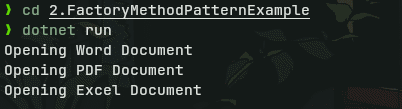 ❯ cd 2.FactoryMethodPatternExample
❯ dotnet run
Opening Word Document
Opening PDF Document
Opening Excel Document